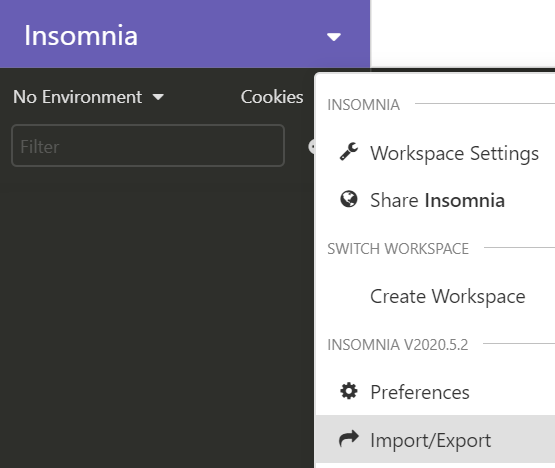 Insomnia
No Environment
Cookies
Filter
INSOMNIA
Workspace Settings
Share Insomnia
SWITCH WORKSPACE
Create Workspace
INSOMNIA V2020.5.2
Preferences
Import/Export